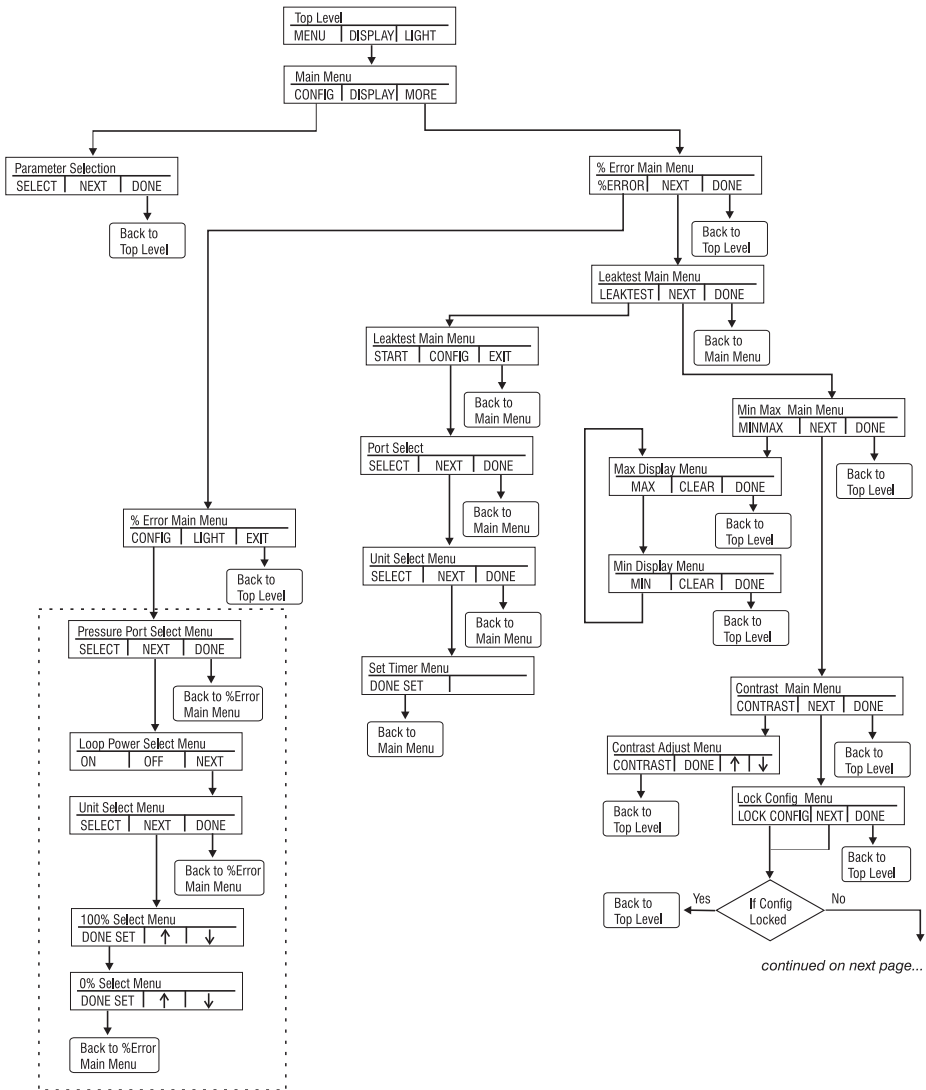 Top Level
MENU DISPLAY LIGHT
Main Menu
CONFIG DISPLAY MORE
Parameter Selection
SELECT NEXT DONE
Back to
Top Level
% Error Main Menu
%ERROR NEXT DONE
Back to
Top Level
Leaktest Main Menu
LEAKTEST NEXT DONE
Back to
Main Menu
Leaktest Main Menu
START CONFIG EXIT
Back to
Main Menu
Port Select
SELECT NEXT DONE
Back to
Main Menu
Unit Select Menu
SELECT NEXT DONE
Back to
Main Menu
Set Timer Menu
DONE SET
Back to
Main Menu
Min Max Main Menu
MINMAX NEXT DONE
Back to
Top Level
Max Display Menu
MAX CLEAR DONE
Back to
Top Level
Min Display Menu
MIN CLEAR DONE
Back to
Top Level
% Error Main Menu
CONFIG LIGHT EXIT
Back to
Top Level
Pressure Port Select Menu
SELECT NEXT DONE
Back to %Error
Main Menu
Loop Power Select Menu
ON OFF NEXT
Unit Select Menu
SELECT NEXT DONE
Back to %Error
Main Menu
100% Select Menu
DONE SET ↑ ↓
0% Select Menu
DONE SET ↑ ↓
Back to %Error
Main Menu
Contrast Main Menu
CONTRAST NEXT DONE
Back to
Top Level
Contrast Adjust Menu
CONTRAST DONE ↑ ↓
Back to
Top Level
Lock Config Menu
LOCK CONFIG NEXT DONE
Back to
Top Level
If Config
Locked
Yes
No
Back to
Top Level
continued on next page...